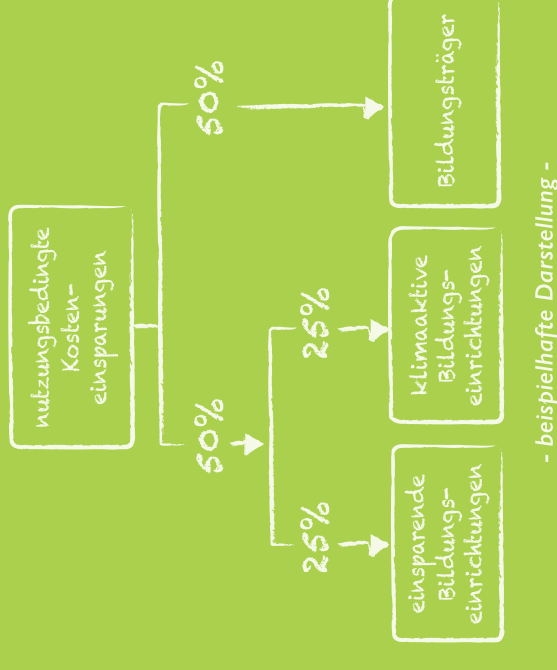 nutzungsbedingte
Kosten-
einsparungen
50%
50%
25%
25%
einsparende
Bildungs-
einrichtungen
klimaaktive
Bildungs-
einrichtungen
Bildungsträger
- beispielhafte Darstellung -